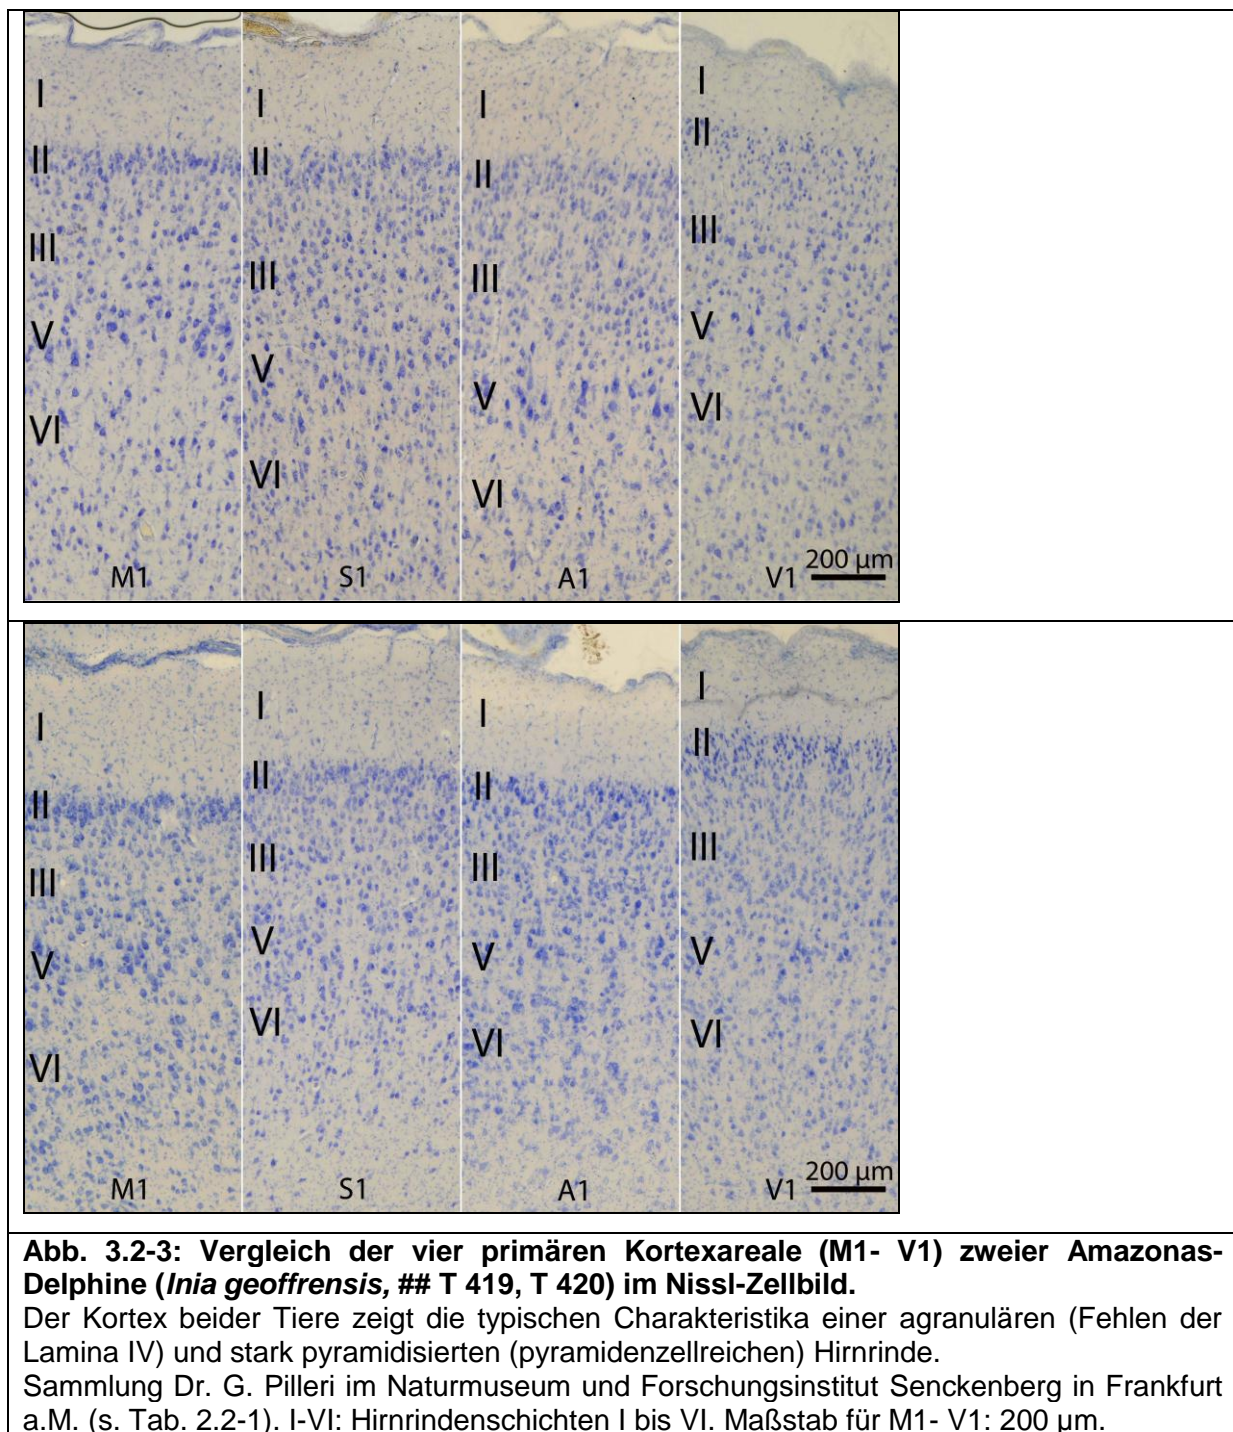 I I I I
II II II II
III III III III
V V V V
VI VI VI VI
M1 S1 A1 V1 200 µm
I I I I
II II II II
III III III III
V V V V
VI VI VI VI
M1 S1 A1 V1 200 µm
Abb. 3.2-3: Vergleich der vier primären Kortexareale (M1- V1) zweier Amazonas-
Delphine (Inia geoffrensis, ## T 419, T 420) im Nissl-Zellbild.
Der Kortex beider Tiere zeigt die typischen Charakteristika einer agranulären (Fehlen der
Lamina IV) und stark pyramidisierten (pyramidenzellreichen) Hirnrinde.
Sammlung Dr. G. Pilleri im Naturmuseum und Forschungsinstitut Senckenberg in Frankfurt
a.M. (s. Tab. 2.2-1). I-VI: Hirnrindenschichten I bis VI. Maßstab für M1- V1: 200 µm.